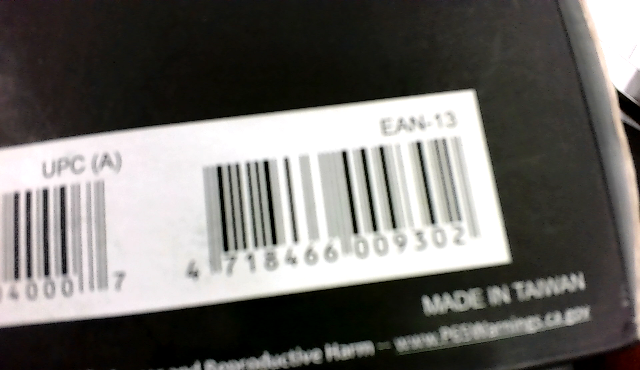 UPC (A)
EAN-13
4000 7
4 718466 009302
MADE IN TAIWAN
and Reproductive Harm – www.P65Warnings.ca.gov